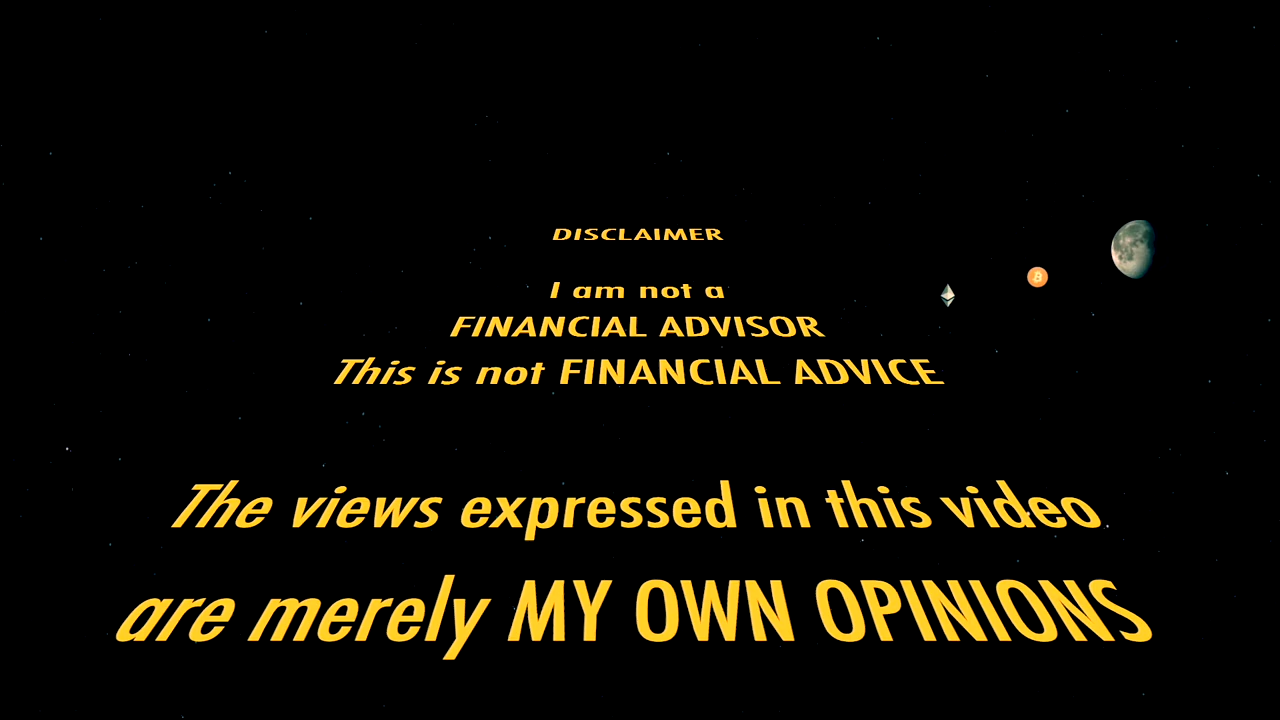 DISCLAIMER
I am not a
FINANCIAL ADVISOR
This is not FINANCIAL ADVICE
The views expressed in this video
are merely MY OWN OPINIONS